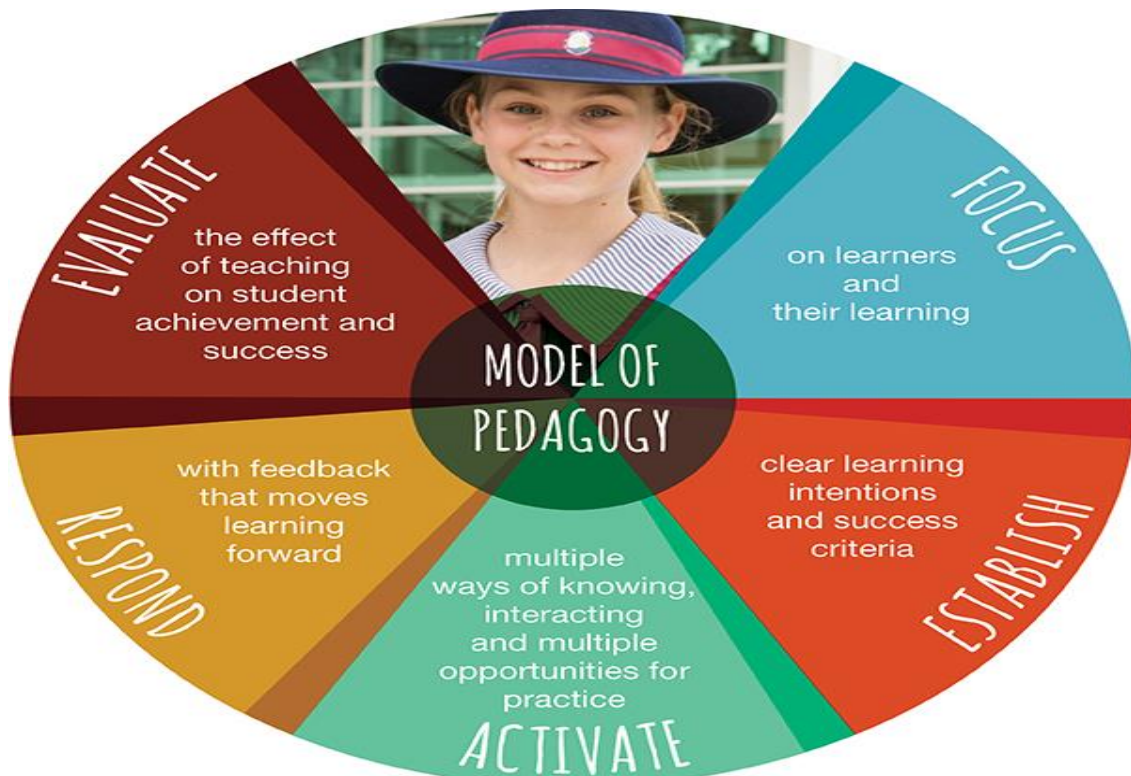 MODEL OF
PEDAGOGY
FOCUS
on learners
and
their learning
ESTABLISH
clear learning
intentions
and success
criteria
ACTIVATE
multiple
ways of knowing,
interacting
and multiple
opportunities for
practice
RESPOND
with feedback
that moves
learning
forward
EVALUATE
the effect
of teaching
on student
achievement and
success